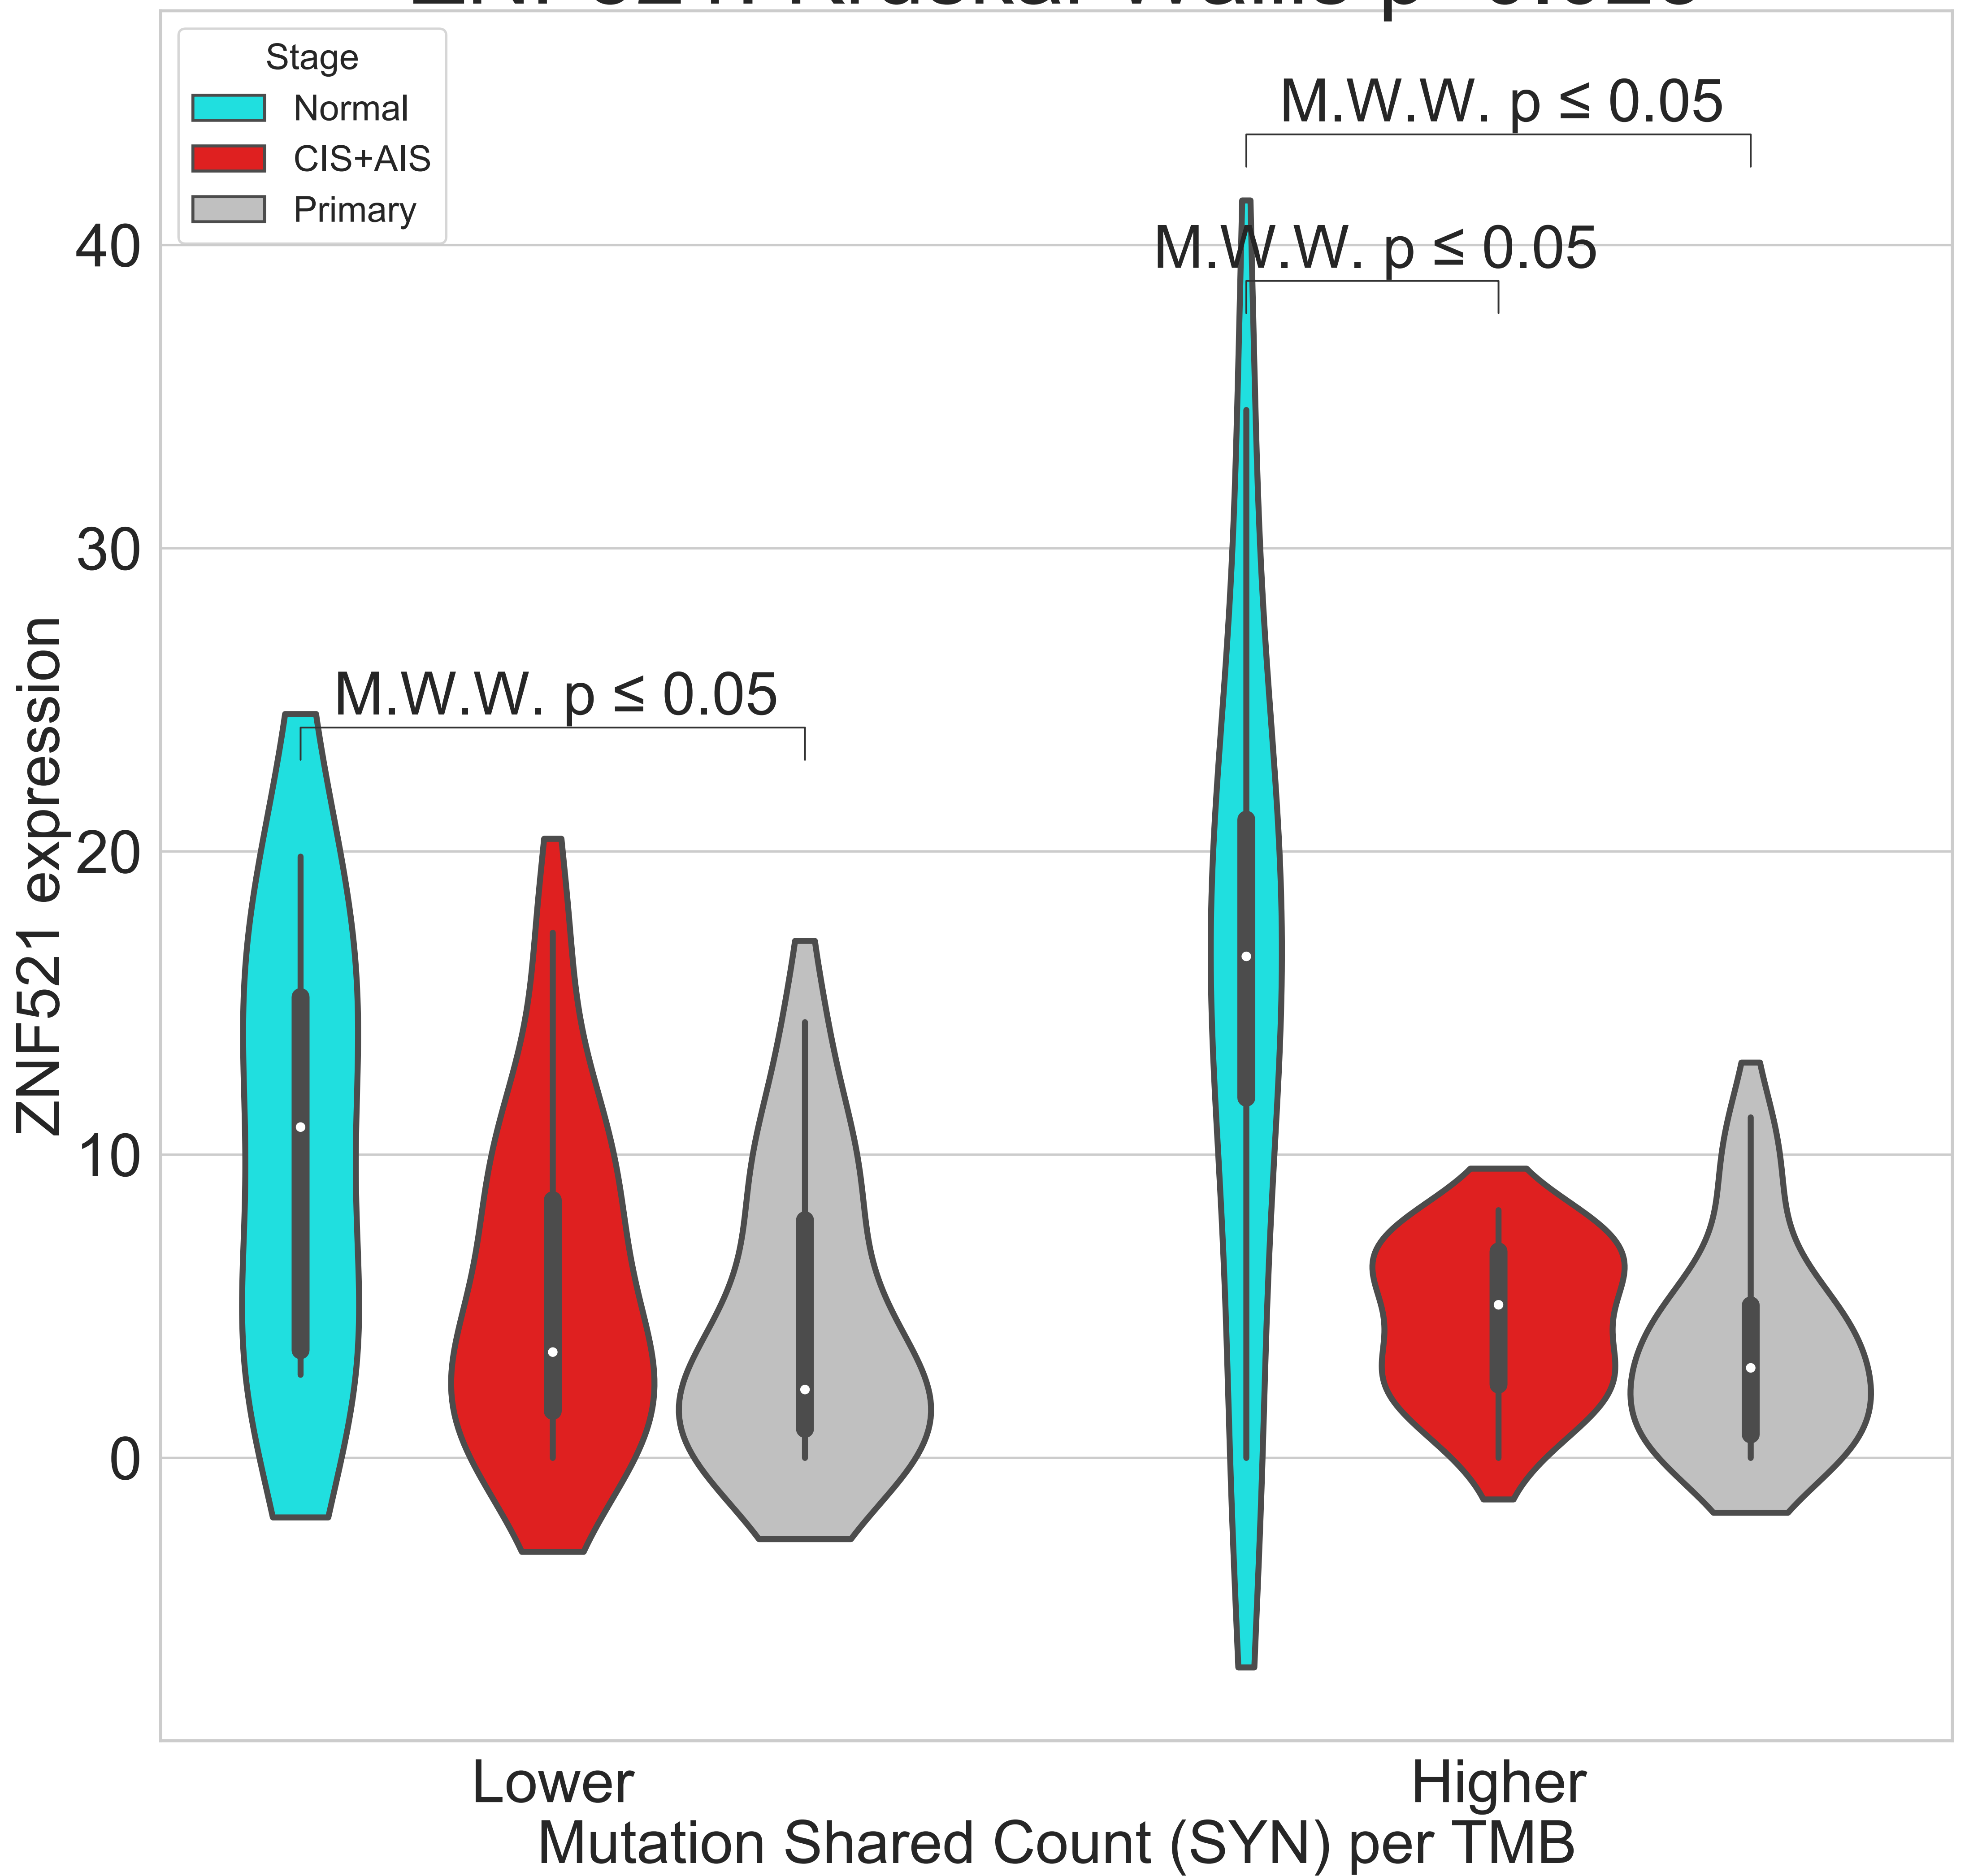 Stage
Normal
CIS+AIS
Primary
M.W.W. p ≤ 0.05
M.W.W. p ≤ 0.05
M.W.W. p ≤ 0.05
40
30
20
10
0
ZNF521 expression
Lower
Higher
Mutation Shared Count (SYN) per TMB